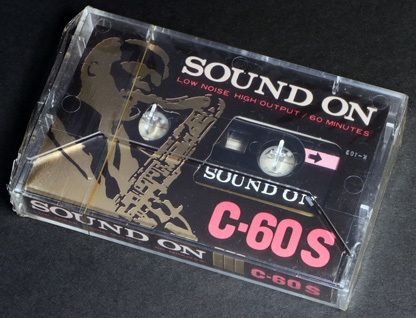 SOUND ON
LOW NOISE HIGH OUTPUT / 60 MINUTES
SOUND ON
C-60S
SOUND ON
C-60S